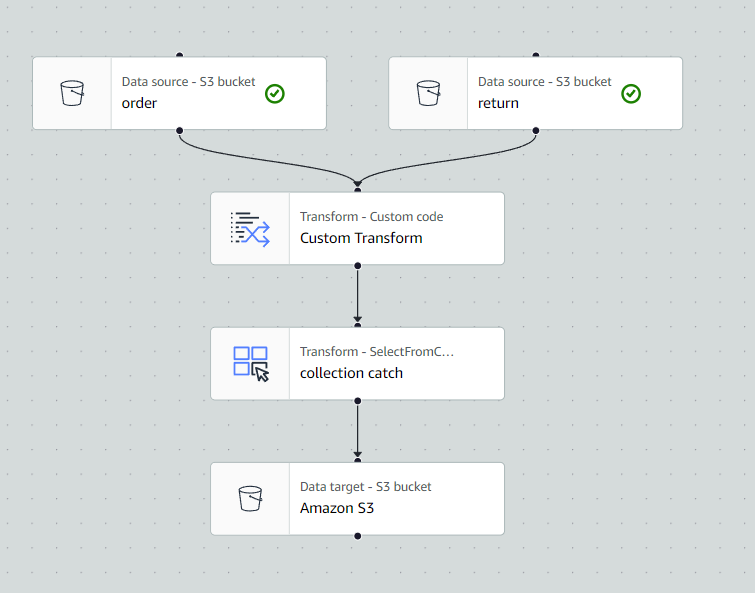 Data source - S3 bucket
order
Data source - S3 bucket
return
Transform - Custom code
Custom Transform
Transform - SelectFromC...
collection catch
Data target - S3 bucket
Amazon S3